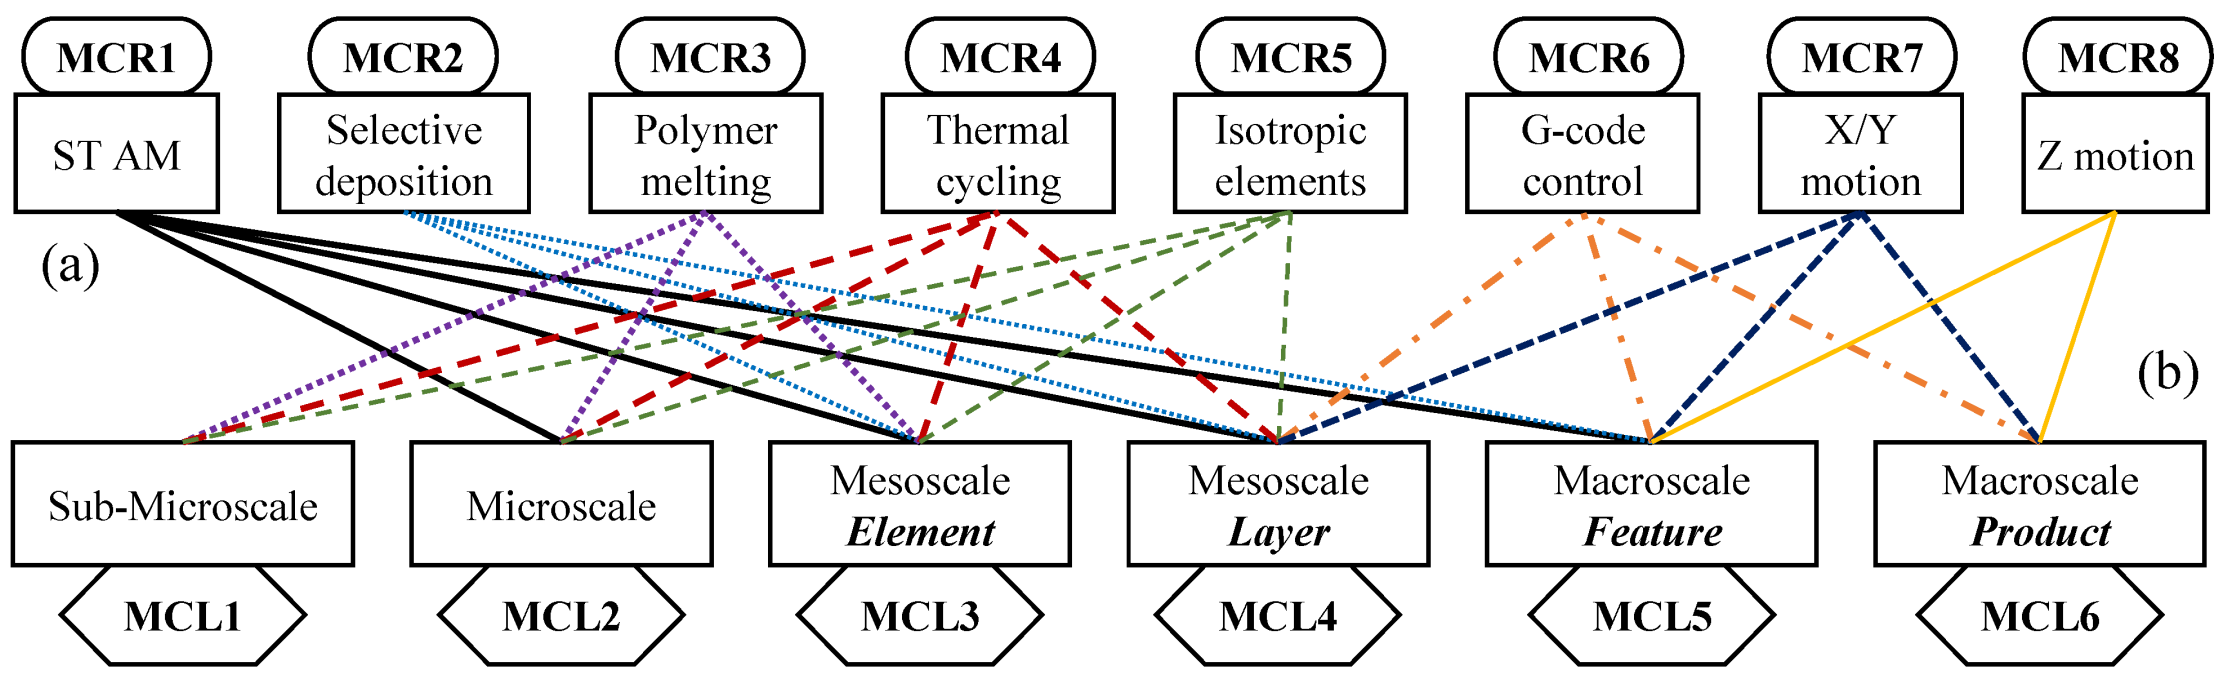 MCR1 MCR2 MCR3 MCR4 MCR5 MCR6 MCR7 MCR8
ST AM
Selective
deposition
Polymer
melting
Thermal
cycling
Isotropic
elements
G-code
control
X/Y
motion
Z motion
(a)
(b)
Sub-Microscale
Microscale
Mesoscale
Element
Mesoscale
Layer
Macroscale
Feature
Macroscale
Product
MCL1 MCL2 MCL3 MCL4 MCL5 MCL6